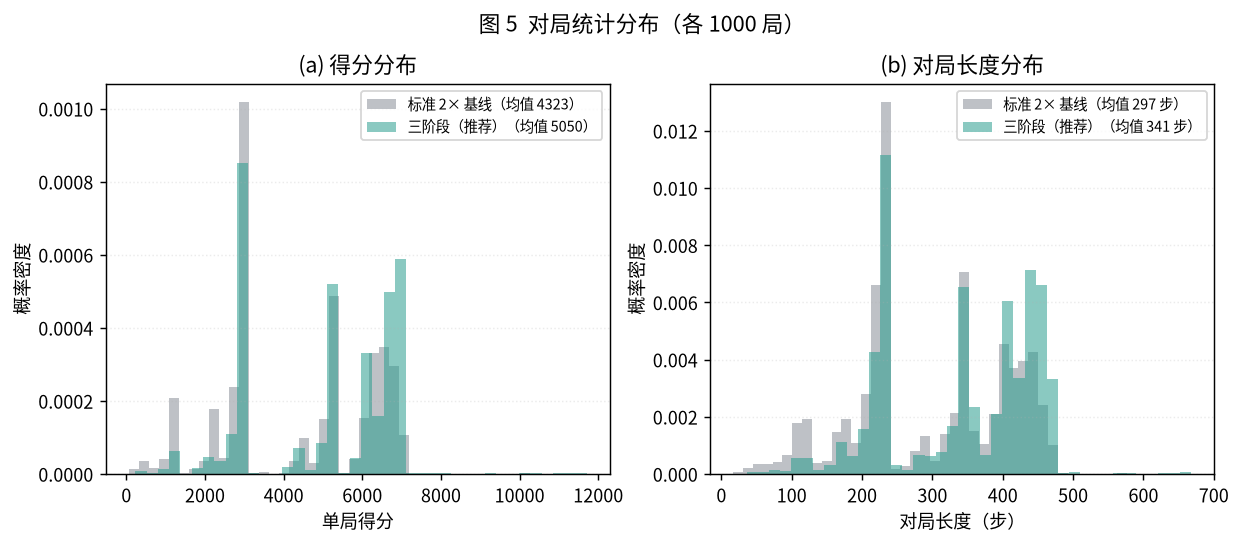 图 5 对局统计分布（各 1000 局）
(a) 得分分布
标准 2× 基线（均值 4323）
三阶段（推荐）（均值 5050）
概率密度
0.0010
0.0008
0.0006
0.0004
0.0002
0.0000
0 2000 4000 6000 8000 10000 12000
单局得分
(b) 对局长度分布
标准 2× 基线（均值 297 步）
三阶段（推荐）（均值 341 步）
概率密度
0.012
0.010
0.008
0.006
0.004
0.002
0.000
0 100 200 300 400 500 600 700
对局长度（步）